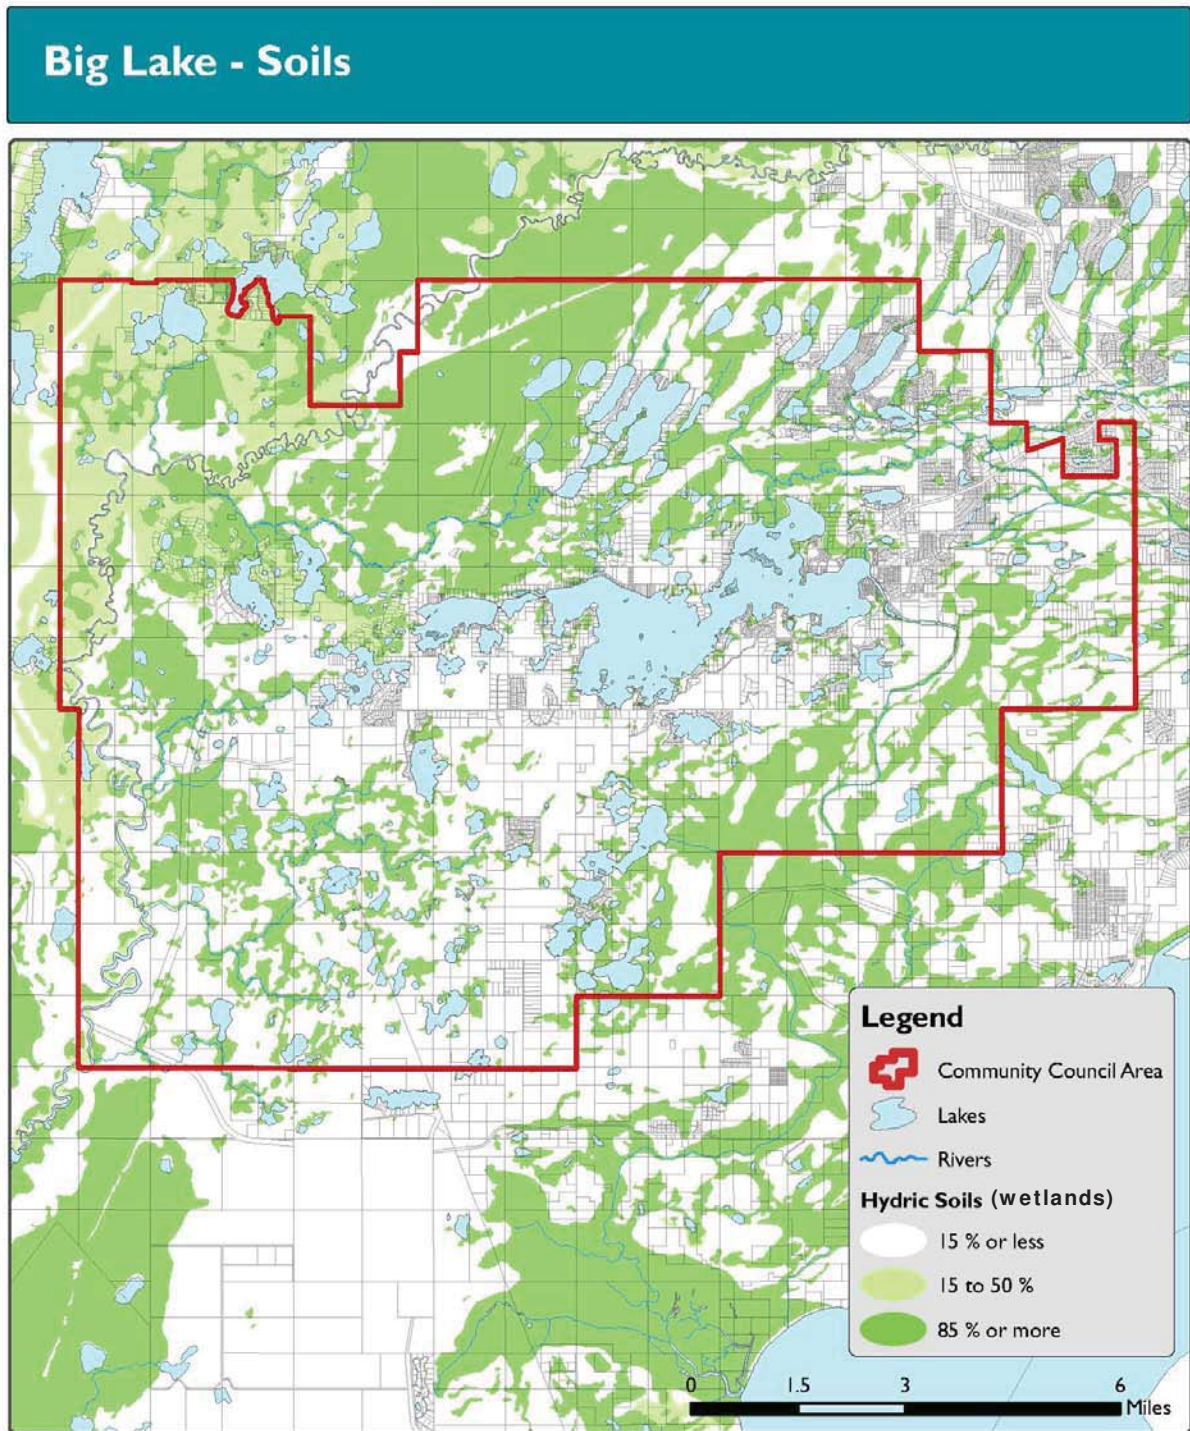 Big Lake - Soils
Legend
Community Council Area
Lakes
Rivers
Hydric Soils (wetlands)
15 % or less
15 to 50 %
85 % or more
0 1.5 3 6
Miles